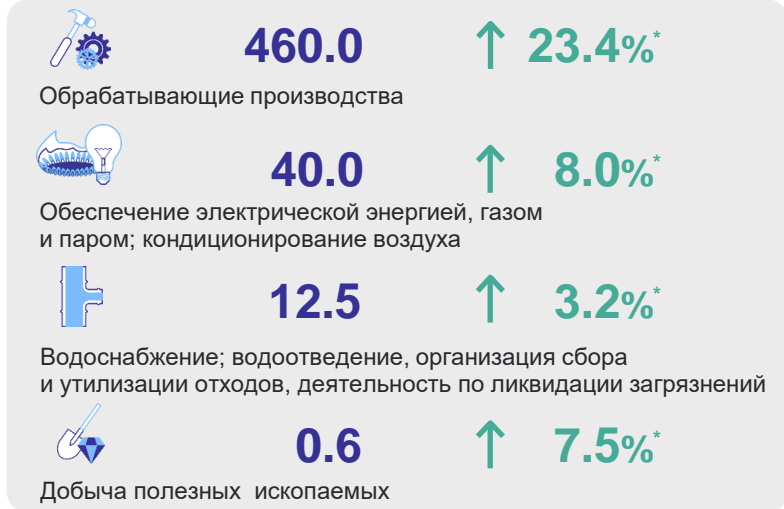 460.0 ↑ 23.4%*
Обрабатывающие производства
40.0 ↑ 8.0%*
Обеспечение электрической энергией, газом
и паром; кондиционирование воздуха
12.5 ↑ 3.2%*
Водоснабжение; водоотведение, организация сбора
и утилизации отходов, деятельность по ликвидации загрязнений
0.6 ↑ 7.5%*
Добыча полезных ископаемых